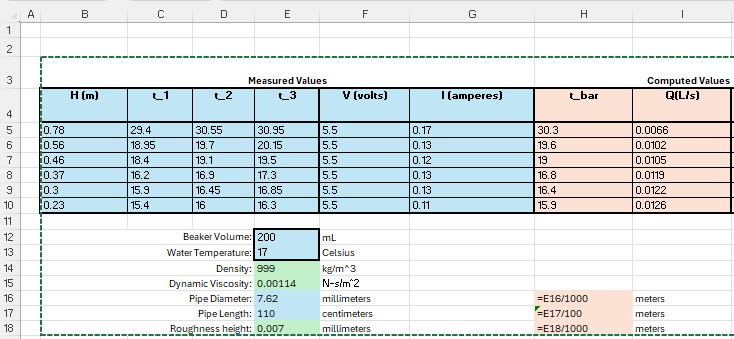 A B C D E F G H I
1
2
3 Measured Values Computed Values
4 H (m) t_1 t_2 t_3 V (volts) I (amperes) t_bar Q(L/s)
5 0.78 29.4 30.55 30.95 5.5 0.17 30.3 0.0066
6 0.56 18.95 19.7 20.15 5.5 0.13 19.6 0.0102
7 0.46 18.4 19.1 19.5 5.5 0.12 19 0.0105
8 0.37 16.2 16.9 17.3 5.5 0.13 16.8 0.0119
9 0.3 15.9 16.45 16.85 5.5 0.13 16.4 0.0122
10 0.23 15.4 16 16.3 5.5 0.11 15.9 0.0126
11
12 Beaker Volume: 200 mL
13 Water Temperature: 17 Celsius
14 Density: 999 kg/m^3
15 Dynamic Viscosity: 0.00114 N-s/m^2
16 Pipe Diameter: 7.62 millimeters =E16/1000 meters
17 Pipe Length: 110 centimeters =E17/100 meters
18 Roughness height: 0.007 millimeters =E18/1000 meters